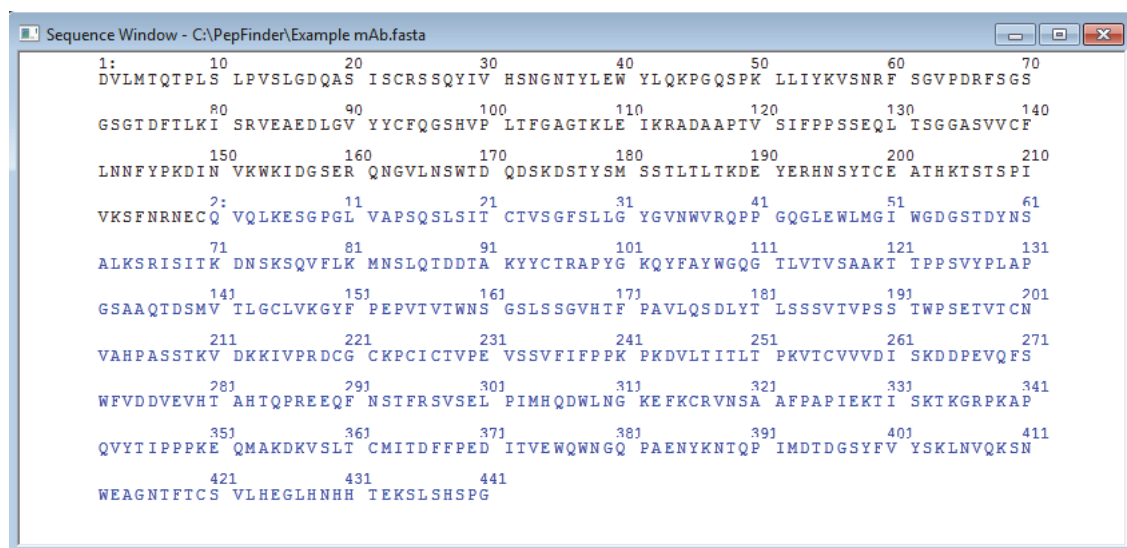 Sequence Window - C:\PepFinder\Example mAb.fasta
1: 10 20 30 40 50 60 70
DVLMTQTPLS LPVSLGDQAS ISCRSSQYIV HSNGNTYLEW YLQKPGQSPK LLIYKVSNRF SGVPDRFSGS
80 90 100 110 120 130 140
GSGTDFTLKI SRVEAEDLGV YYCFQGSHVP LTFGAGTKLE IKRADAAPTV SIFPPSSEQL TSGGASVVCF
150 160 170 180 190 200 210
LNNFYPKDIN VKWKIDGSER QNGVLNSWTD QDSKDSTYSM SSTLTLTKDE YERHNSYTCE ATHKTSTSPI
2: 11 21 31 41 51 61
VKSFNRNECQ VQLKESGPGL VAPSQSLSIT CTVSGFSLLG YGVNWVRQPP GQGLEWLMGI WGDGSTDYNS
71 81 91 101 111 121 131
ALKSRISITK DNSKSQVFLK MNSLQTDDTA KYYCTRAPYG KQYFAYWGQG TLVTVSAAKT TPPSVYPLAP
141 151 161 171 181 191 201
GSAAQTDSMV TLGCLVKGYF PEPVTVTWNS GSLSSGVHTF PAVLQSDLYT LSSSVTVPSS TWPSETVTCN
211 221 231 241 251 261 271
VAHPASSTKV DKKIVPRDCG CKPCICTVPE VSSVFIFPPK PKDVLTITLT PKVTCVVVDI SKDDPEVQFS
281 291 301 311 321 331 341
WFVDDVEVHT AHTQPREEQF NSTFRSVSEL PIMHQDWLNG KEFKCRVNSA AFPAPIEKTI SKTKGRPKAP
351 361 371 381 391 401 411
QVYTIPPPKE QMAKDKVSLT CMITDFFPED ITVEWQWNGQ PAENYKNTQP IMDTDGSYFV YSKLNVQKSN
421 431 441
WEAGNTFTCS VLHEGLHNHH TEKSLSHSPG